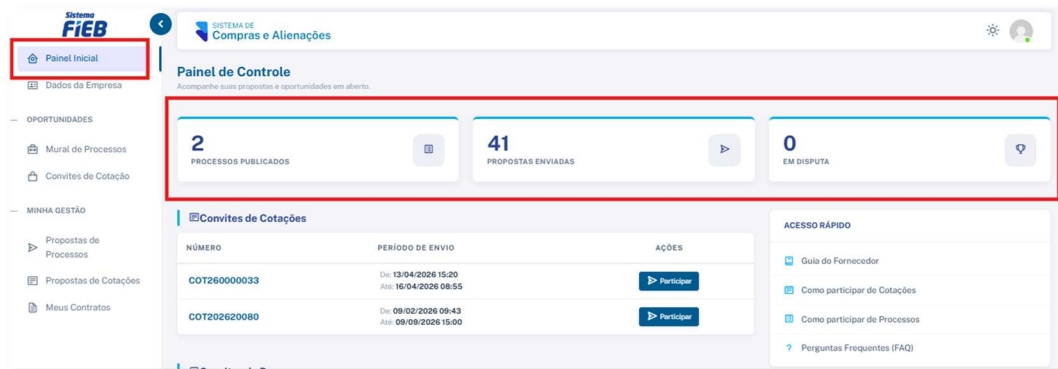 Sistema
FIEB
Painel Inicial
Dados da Empresa
OPORTUNIDADES
Mural de Processos
Convites de Cotação
MINHA GESTÃO
Propostas de
Processos
Propostas de Cotações
Meus Contratos
SISTEMA DE
Compras e Alienações
Painel de Controle
Acompanhe suas propostas e oportunidades em aberto.
2
PROCESSOS PUBLICADOS
41
PROPOSTAS ENVIADAS
0
EM DISPUTA
Convites de Cotações
NÚMERO PERÍODO DE ENVIO AÇÕES
COT260000033
De: 13/04/2026 15:20
Até: 16/04/2026 08:55
Participar
COT202620080
De: 09/02/2026 09:43
Até: 09/09/2026 15:00
Participar
ACESSO RÁPIDO
Guia do Fornecedor
Como participar de Cotações
Como participar de Processos
? Perguntas Frequentes (FAQ)